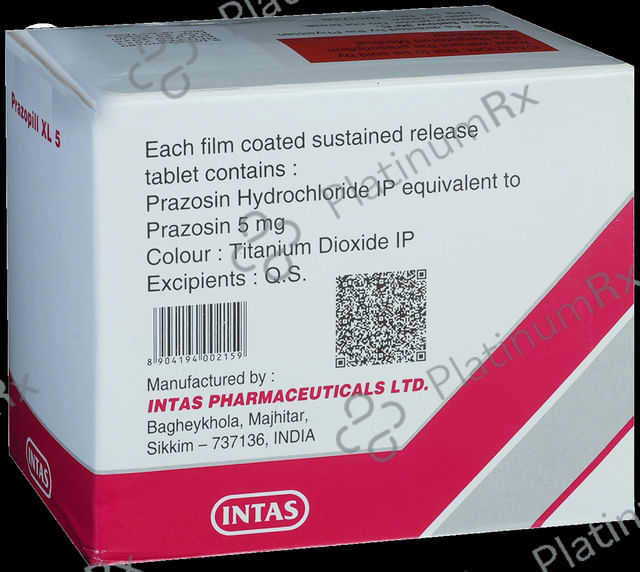 Prazopill XL 5
Each film coated sustained release
tablet contains :
Prazosin Hydrochloride IP equivalent to
Prazosin 5 mg
Colour : Titanium Dioxide IP
Excipients : Q.S.
8 904194 002159
Manufactured by :
INTAS PHARMACEUTICALS LTD.
Bagheykhola, Majhitar,
Sikkim – 737136, INDIA
INTAS
INTAS
PlatinumRx
PlatinumRx
Rx
Platin